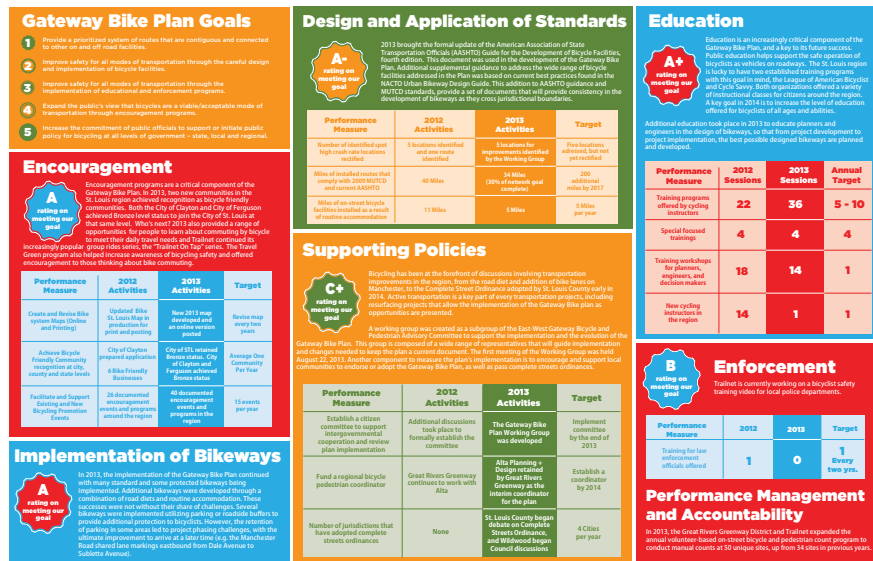 Gateway Bike Plan Goals
1 Provide a prioritized system of routes that are contiguous and connected
to other on and off road facilities.
2 Improve safety for all modes of transportation through the careful design
and implementation of bicycle facilities.
3 Improve safety for all modes of transportation through the
implementation of educational and enforcement programs.
4 Expand the public's view that bicycles are a viable/acceptable mode of
transportation through encouragement programs.
5 Increase the commitment of public officials to support or initiate public
policy for bicycling at all levels of government – state, local and regional.
Encouragement
A
rating on
meeting our
goal
Encouragement programs are a critical component of the
Gateway Bike Plan. In 2013, two new communities in the
St. Louis region achieved recognition as bicycle friendly
communities. Both the City of Clayton and City of Ferguson
achieved Bronze level status to join the City of St. Louis at
that same level. Who's next? 2013 also provided a range of
opportunities for people to learn about commuting by bicycle
to meet their daily travel needs and Trailnet continued its
increasingly popular group rides series, the "Trailnet On Tap" series. The Travel
Green program also helped increase awareness of bicycling safety and offered
encouragement to those thinking about bike commuting.
Performance Measure | 2012 Activities | 2013 Activities | Target
Create and Revise Bike system Maps (Online and Printing) | Updated Bike St. Louis Map in production for print and posting | New 2013 map developed and an online version posted | Revise map every two years
Achieve Bicycle Friendly Community recognition at city, county and state levels | City of Clayton prepared application 6 Bike Friendly Businesses | City of STL retained Bronze status. City of Clayton and Ferguson achieved Bronze status | Average One Community Per Year
Facilitate and Support Existing and New Bicycling Promotion Events | 26 documented encouragement events and programs around the region | 40 documented encouragement events and programs in the region | 15 events per year
Implementation of Bikeways
A
rating on
meeting our
goal
In 2013, the implementation of the Gateway Bike Plan continued
with many standard and some protected bikeways being
implemented. Additional bikeways were developed through a
combination of road diets and routine accommodation. These
successes were not without their share of challenges. Several
bikeways were implemented utilizing parking or roadside buffers to
provide additional protection to bicyclists. However, the retention
of parking in some areas led to project phasing challenges, with the
ultimate improvement to arrive at a later time (e.g. the Manchester
Road shared lane markings eastbound from Dale Avenue to
Sublette Avenue).
Design and Application of Standards
A-
rating on
meeting our
goal
2013 brought the formal update of the American Association of State
Transportation Officials (AASHTO) Guide for the Development of Bicycle Facilities,
fourth edition. This document was used in the development of the Gateway Bike
Plan. Additional supplemental guidance to address the wide range of bicycle
facilities addressed in the Plan was based on current best practices found in the
NACTO Urban Bikeway Design Guide. This addition to AASHTO guidance and
MUTCD standards, provide a set of documents that will provide consistency in the
development of bikeways as they cross jurisdictional boundaries.
Performance Measure | 2012 Activities | 2013 Activities | Target
Number of identified spot high crash rate locations rectified | 5 locations identified and one route identified | 5 locations for improvements identified by the Working Group | Five locations adressed, but not yet rectified
Miles of installed routes that comply with 2009 MUTCD and current AASHTO | 40 Miles | 34 Miles (30% of network goal complete) | 200 additional miles by 2017
Miles of on-street bicycle facilities installed as a result of routine accommodation | 11 Miles | 5 Miles | 5 Miles per year
Supporting Policies
C+
rating on
meeting our
goal
Bicycling has been at the forefront of discussions involving transportation
improvements in the region, from the road diet and addition of bike lanes on
Manchester, to the Complete Street Ordinance adopted by St. Louis County early in
2014. Active transportation is a key part of every transportation projects, including
resurfacing projects that allow the implementation of the Gateway Bike plan as
opportunities are presented.
A working group was created as a subgroup of the East-West Gateway Bicycle and
Pedestrian Advisory Committee to support the implementation and the evolution of the
Gateway Plan. This group is composed of a wide range of representatives that will guide implementation
and changes needed to keep the plan a current document. The first meeting of the Working Group was held
August 22, 2013. Another component to measure the plan's implementation is to encourage and support local
communities to endorse or adopt the Gateway Bike Plan, as well as pass complete streets ordinances.
Performance Measure | 2012 Activities | 2013 Activities | Target
Establish a citizen committee to support intergovernmental cooperation and review plan implementation | Additional discussions took place to formally establish the committee | The Gateway Bike Plan Working Group was developed | Implement committee by the end of 2013
Fund a regional bicycle pedestrian coordinator | Great Rivers Greenway continues to work with Alta | Alta Planning + Design retained by Great Rivers Greenway as the interim coordinator for the plan | Establish a coordinator by 2014
Number of jurisdictions that have adopted complete streets ordinances | None | St. Louis County began debate on Complete Streets Ordinance, and Wildwood began Council discussions | 4 Cities per year
Education
A+
rating on
meeting our
goal
Education is an increasingly critical component of the
Gateway Bike Plan, and a key to its future success.
Public education helps support the safe operation of
bicyclists as vehicles on roadways. The St. Louis region
is lucky to have two established training programs
with this goal in mind, the League of American Bicyclist
and Cycle Savvy. Both organizations offered a variety
of instructional classes for cyclists around the region.
A key goal in 2014 is to increase the level of education
offered for bicyclists of all ages and abilities.
Additional education took place in 2013 to educate planners and
engineers in the design of bikeways, so that from project development to
project implementation, the best possible designed bikeways are planned
and developed.
Performance Measure | 2012 Sessions | 2013 Sessions | Annual Target
Training programs offered by cycling instructors | 22 | 36 | 5 - 10
Special focused trainings | 4 | 4 | 4
Training workshops for planners, engineers, and decision makers | 18 | 14 | 1
New cycling instructors in the region | 14 | 1 | 1
B
rating on
meeting our
goal
Enforcement
Trailnet is currently working on a bicyclist safety
training video for local police departments.
Performance Measure | 2012 | 2013 | Target
Training for law enforcement officials offered | 1 | 0 | 1 Every two yrs.
Performance Management
and Accountability
In 2013, the Great Rivers Greenway District and Trailnet expanded the
annual volunteer-based on-street bicycle and pedestrian count program to
conduct manual counts at 50 unique sites, up from 34 sites in previous years.